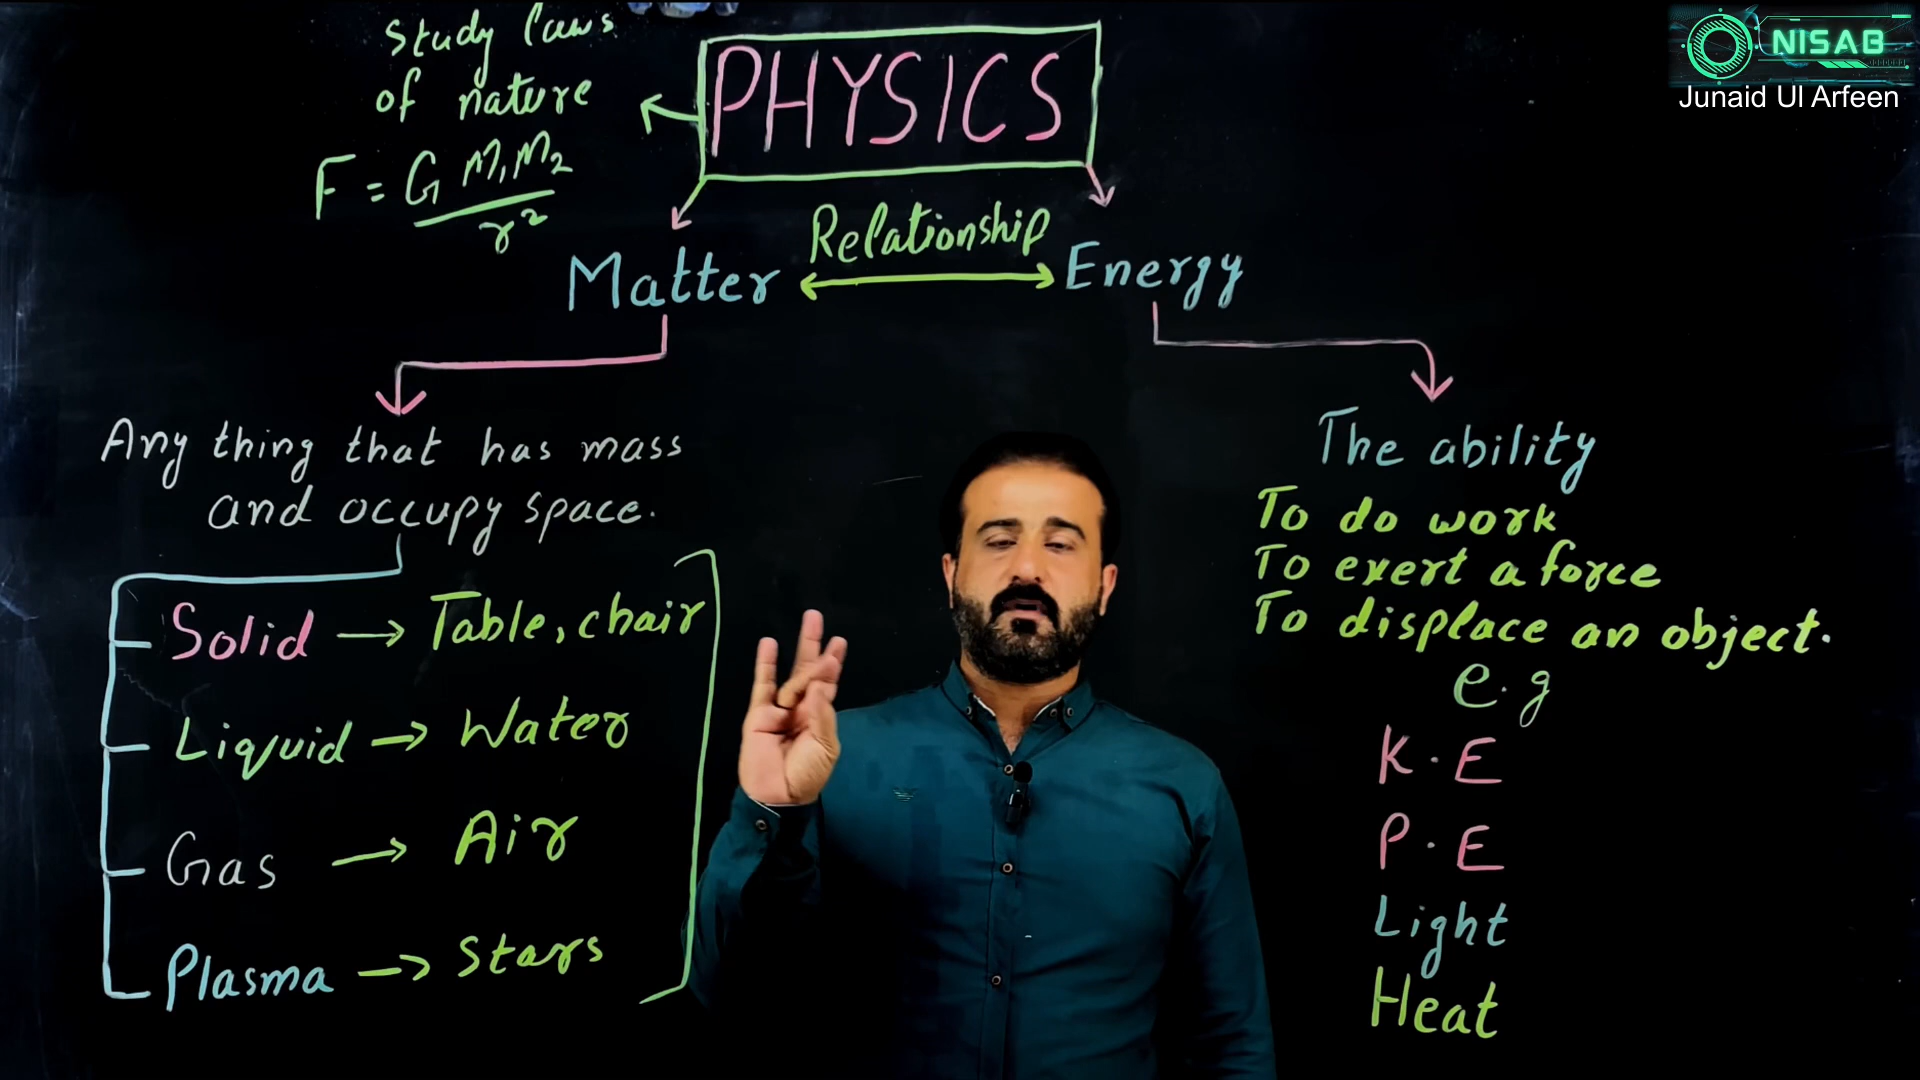 Study laws
of nature
F = G M1 M2 / r²
PHYSICS
NISAB
Junaid Ul Arfeen
Matter
Relationship
Energy
Any thing that has mass
and occupy space.
Solid → Table, chair
Liquid → Water
Gas → Air
Plasma → Stars
The ability
To do work
To exert a force
To displace an object.
e.g
K.E
P.E
Light
Heat